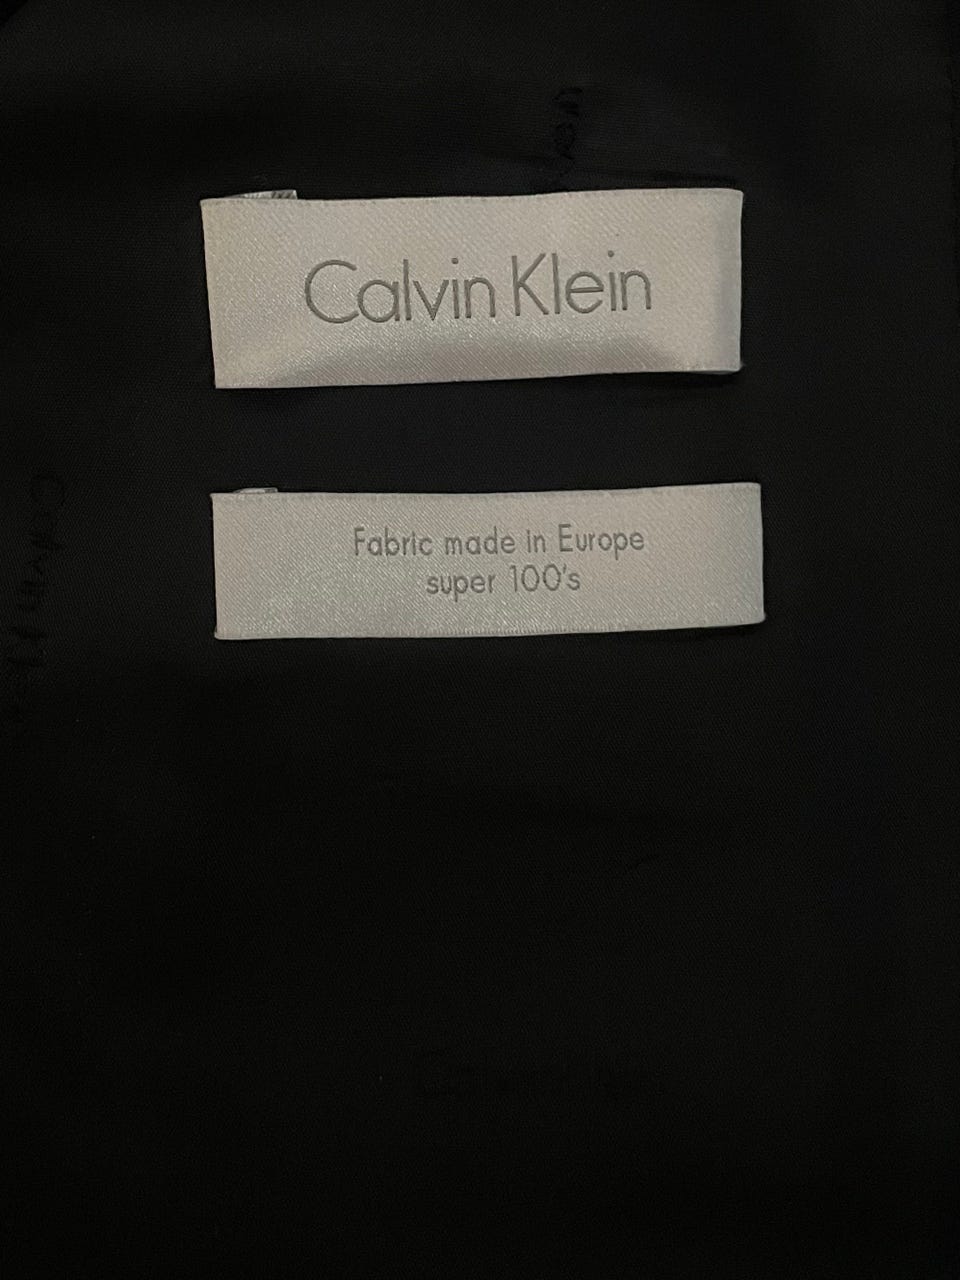 Calvin Klein
Fabric made in Europe
super 100's